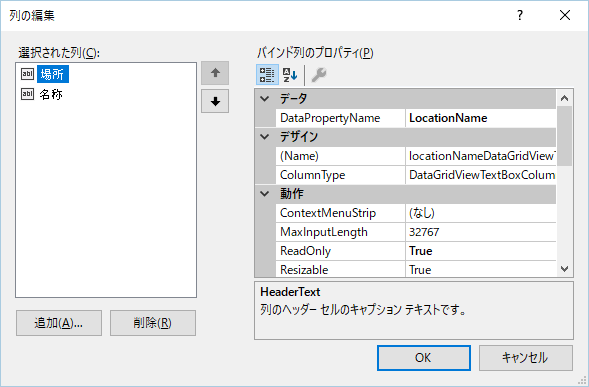 列の編集
?
選択された列(C):
abl 場所
abl 名称
追加(A)...
削除(R)
バインド列のプロパティ(P)
A
Z
データ
DataPropertyName LocationName
デザイン
(Name) locationNameDataGridViewT
ColumnType DataGridViewTextBoxColum
動作
ContextMenuStrip (なし)
MaxInputLength 32767
ReadOnly True
Resizable True
HeaderText
列のヘッダー セルのキャプション テキストです。
OK
キャンセル